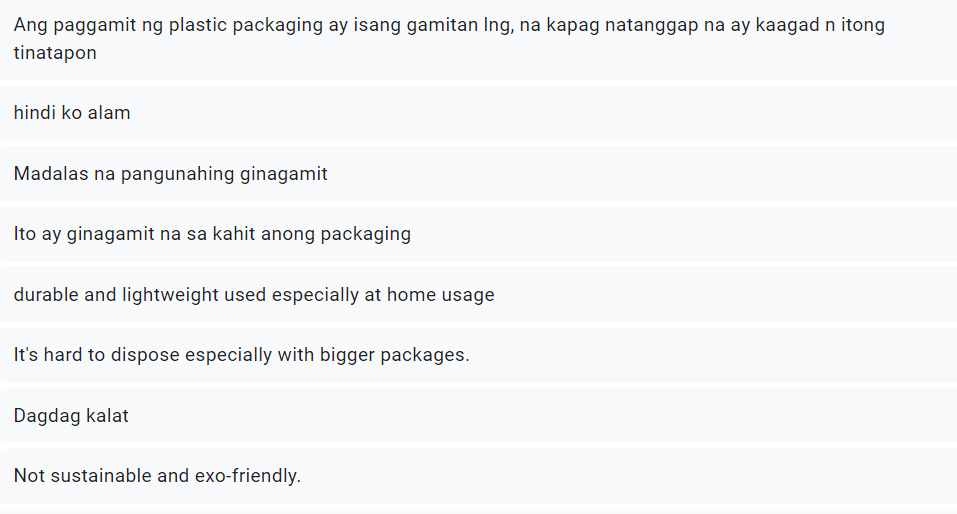 Ang paggamit ng plastic packaging ay isang gamitan lng, na kapag natanggap na ay kaagad n itong
tinatapon
hindi ko alam
Madalas na pangunahing ginagamit
Ito ay ginagamit na sa kahit anong packaging
durable and lightweight used especially at home usage
It's hard to dispose especially with bigger packages.
Dagdag kalat
Not sustainable and exo-friendly.